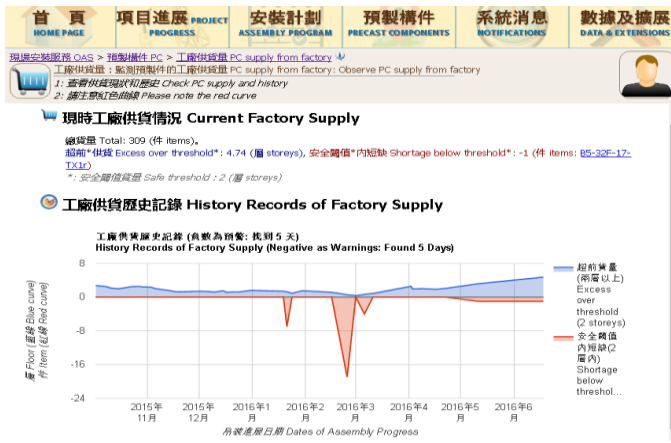 首 頁 項目進展 PROJECT 安裝計劃 預製構件 系統消息 數據及擴展
HOME PAGE PROGRESS ASSEMBLY PROGRAM PRECAST COMPONENTS NOTIFICATIONS DATA & EXTENSIONS
現場安裝服務 OAS > 預製構件 PC > 工廠供貨量 PC supply from factory
工廠供貨量：監測預製件的工廠供貨量 PC supply from factory: Observe PC supply from factory
1: 查看供貨現狀和歷史 Check PC supply and history
2: 請注意紅色曲線 Please note the red curve
現時工廠供貨情況 Current Factory Supply
總貨量 Total: 309 (件 items)。
超前*供貨 Excess over threshold*: 4.74 (層 storeys), 安全閾值*內短缺 Shortage below threshold*: -1 (件 items: B5-32F-17-
TX1r)
*: 安全閾值貨量 Safe threshold : 2 (層 storeys)
工廠供貨歷史記錄 History Records of Factory Supply
工廠供貨歷史記錄 (負數為預警: 找到 5 天)
History Records of Factory Supply (Negative as Warnings: Found 5 Days)
層 Floor (藍線 Blue curve)
件 Item (紅線 Red curve)
8
0
-8
-16
-24
2015年 2015年 2016年1 2016年2 2016年3 2016年4 2016年5 2016年6
11月 12月 月 月 月 月 月 月
吊裝進展日期 Dates of Assembly Progress
超前貨量
(兩層以上)
Excess
over
threshold
(2 storeys)
安全閾值
內短缺(2
層內)
Shortage
below
threshol...